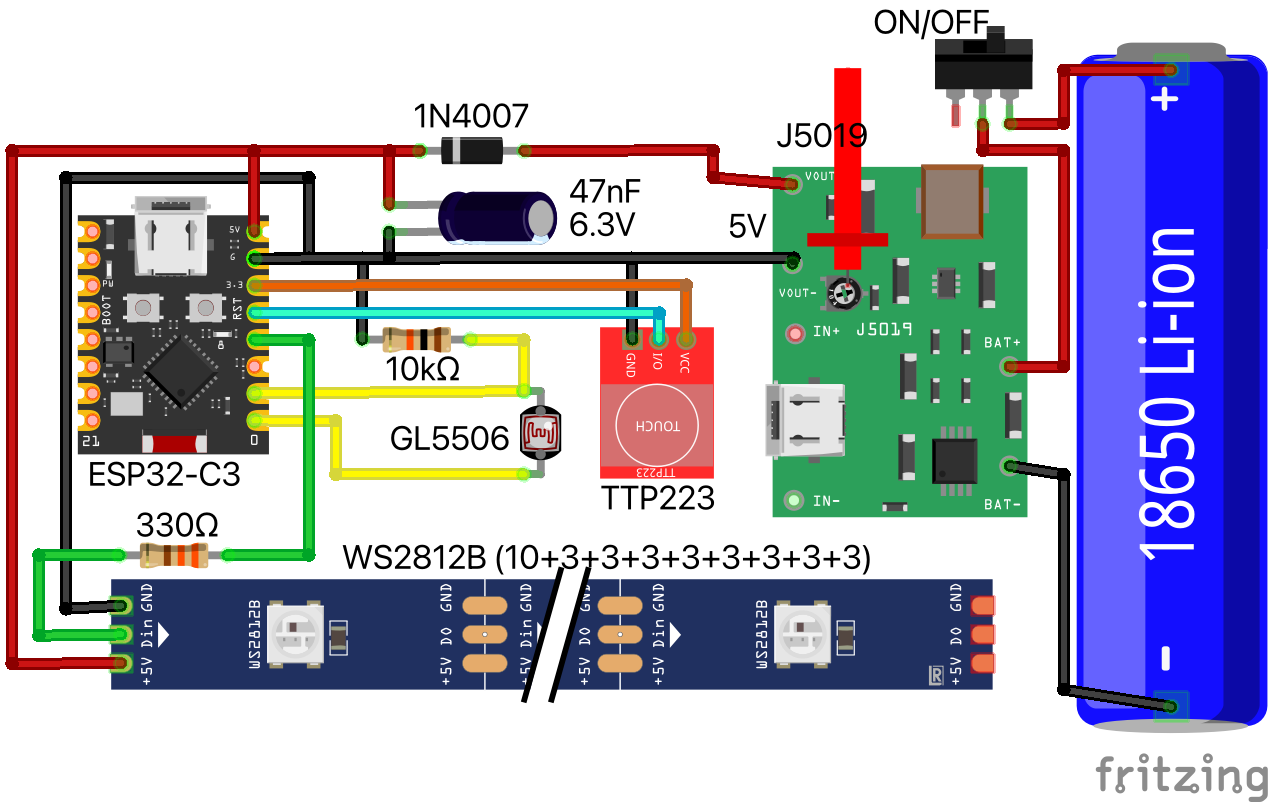 ON/OFF
1N4007
J5019
47nF
6.3V
5V
VOUT
VOUT-
IN+
J5019
BAT+
BAT-
IN-
+
18650 Li-ion
-
5V
G
3.3
RST
BOOT
21
0
ESP32-C3
10kΩ
GL5506
GND
I/O
VCC
TOUCH
TTP223
TTP223
330Ω
WS2812B (10+3+3+3+3+3+3+3+3)
GND
Din
+5V
WS2812B
GND
DO
+5V
GND
Din
+5V
GND
DO
+5V
GND
Din
+5V
WS2812B
GND
DO
+5V
fritzing